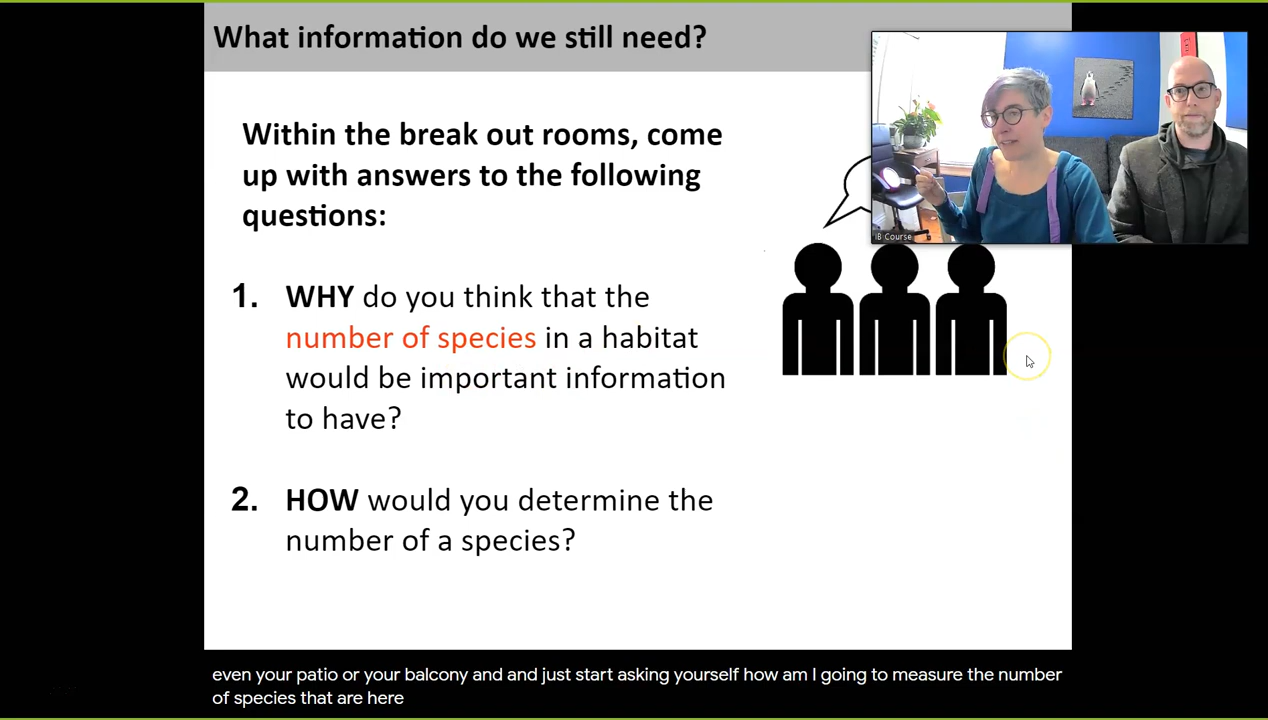 What information do we still need?
Within the break out rooms, come
up with answers to the following
questions:
1. WHY do you think that the
number of species in a habitat
would be important information
to have?
2. HOW would you determine the
number of a species?
IB Course
even your patio or your balcony and and just start asking yourself how am I going to measure the number
of species that are here